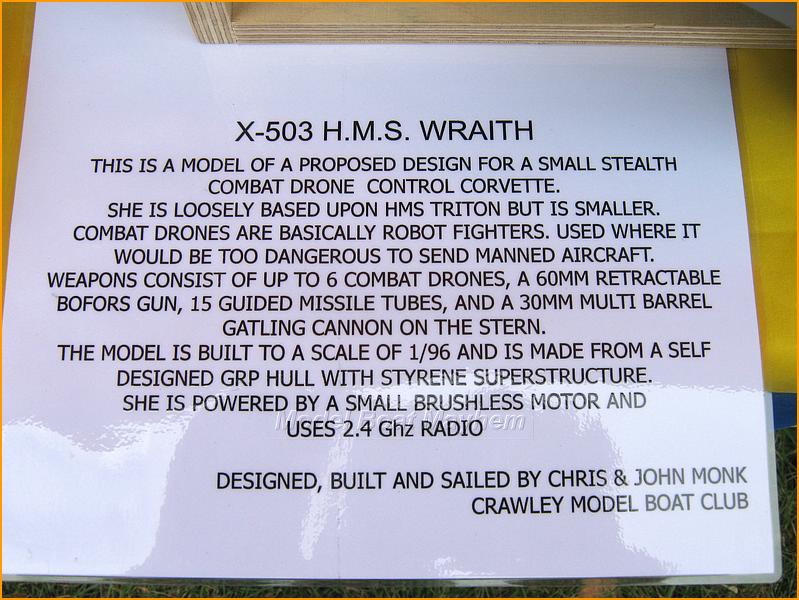 X-503 H.M.S. WRAITH
THIS IS A MODEL OF A PROPOSED DESIGN FOR A SMALL STEALTH
COMBAT DRONE CONTROL CORVETTE.
SHE IS LOOSELY BASED UPON HMS TRITON BUT IS SMALLER.
COMBAT DRONES ARE BASICALLY ROBOT FIGHTERS. USED WHERE IT
WOULD BE TOO DANGEROUS TO SEND MANNED AIRCRAFT.
WEAPONS CONSIST OF UP TO 6 COMBAT DRONES, A 60MM RETRACTABLE
BOFORS GUN, 15 GUIDED MISSILE TUBES, AND A 30MM MULTI BARREL
GATLING CANNON ON THE STERN.
THE MODEL IS BUILT TO A SCALE OF 1/96 AND IS MADE FROM A SELF
DESIGNED GRP HULL WITH STYRENE SUPERSTRUCTURE.
SHE IS POWERED BY A SMALL BRUSHLESS MOTOR AND
Model Boat Mayhem
USES 2.4 Ghz RADIO
DESIGNED, BUILT AND SAILED BY CHRIS & JOHN MONK
CRAWLEY MODEL BOAT CLUB